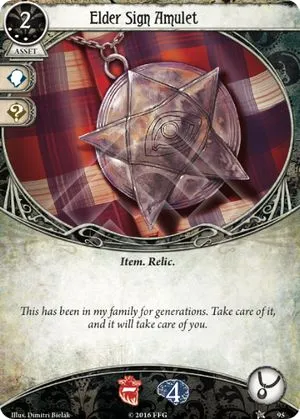 Elder Sign Amulet
2
ASSET
Item. Relic.
This has been in my family for generations. Take care of it,
and it will take care of you.
4
Illus. Dimitri Bielak
© 2016 FFG
95